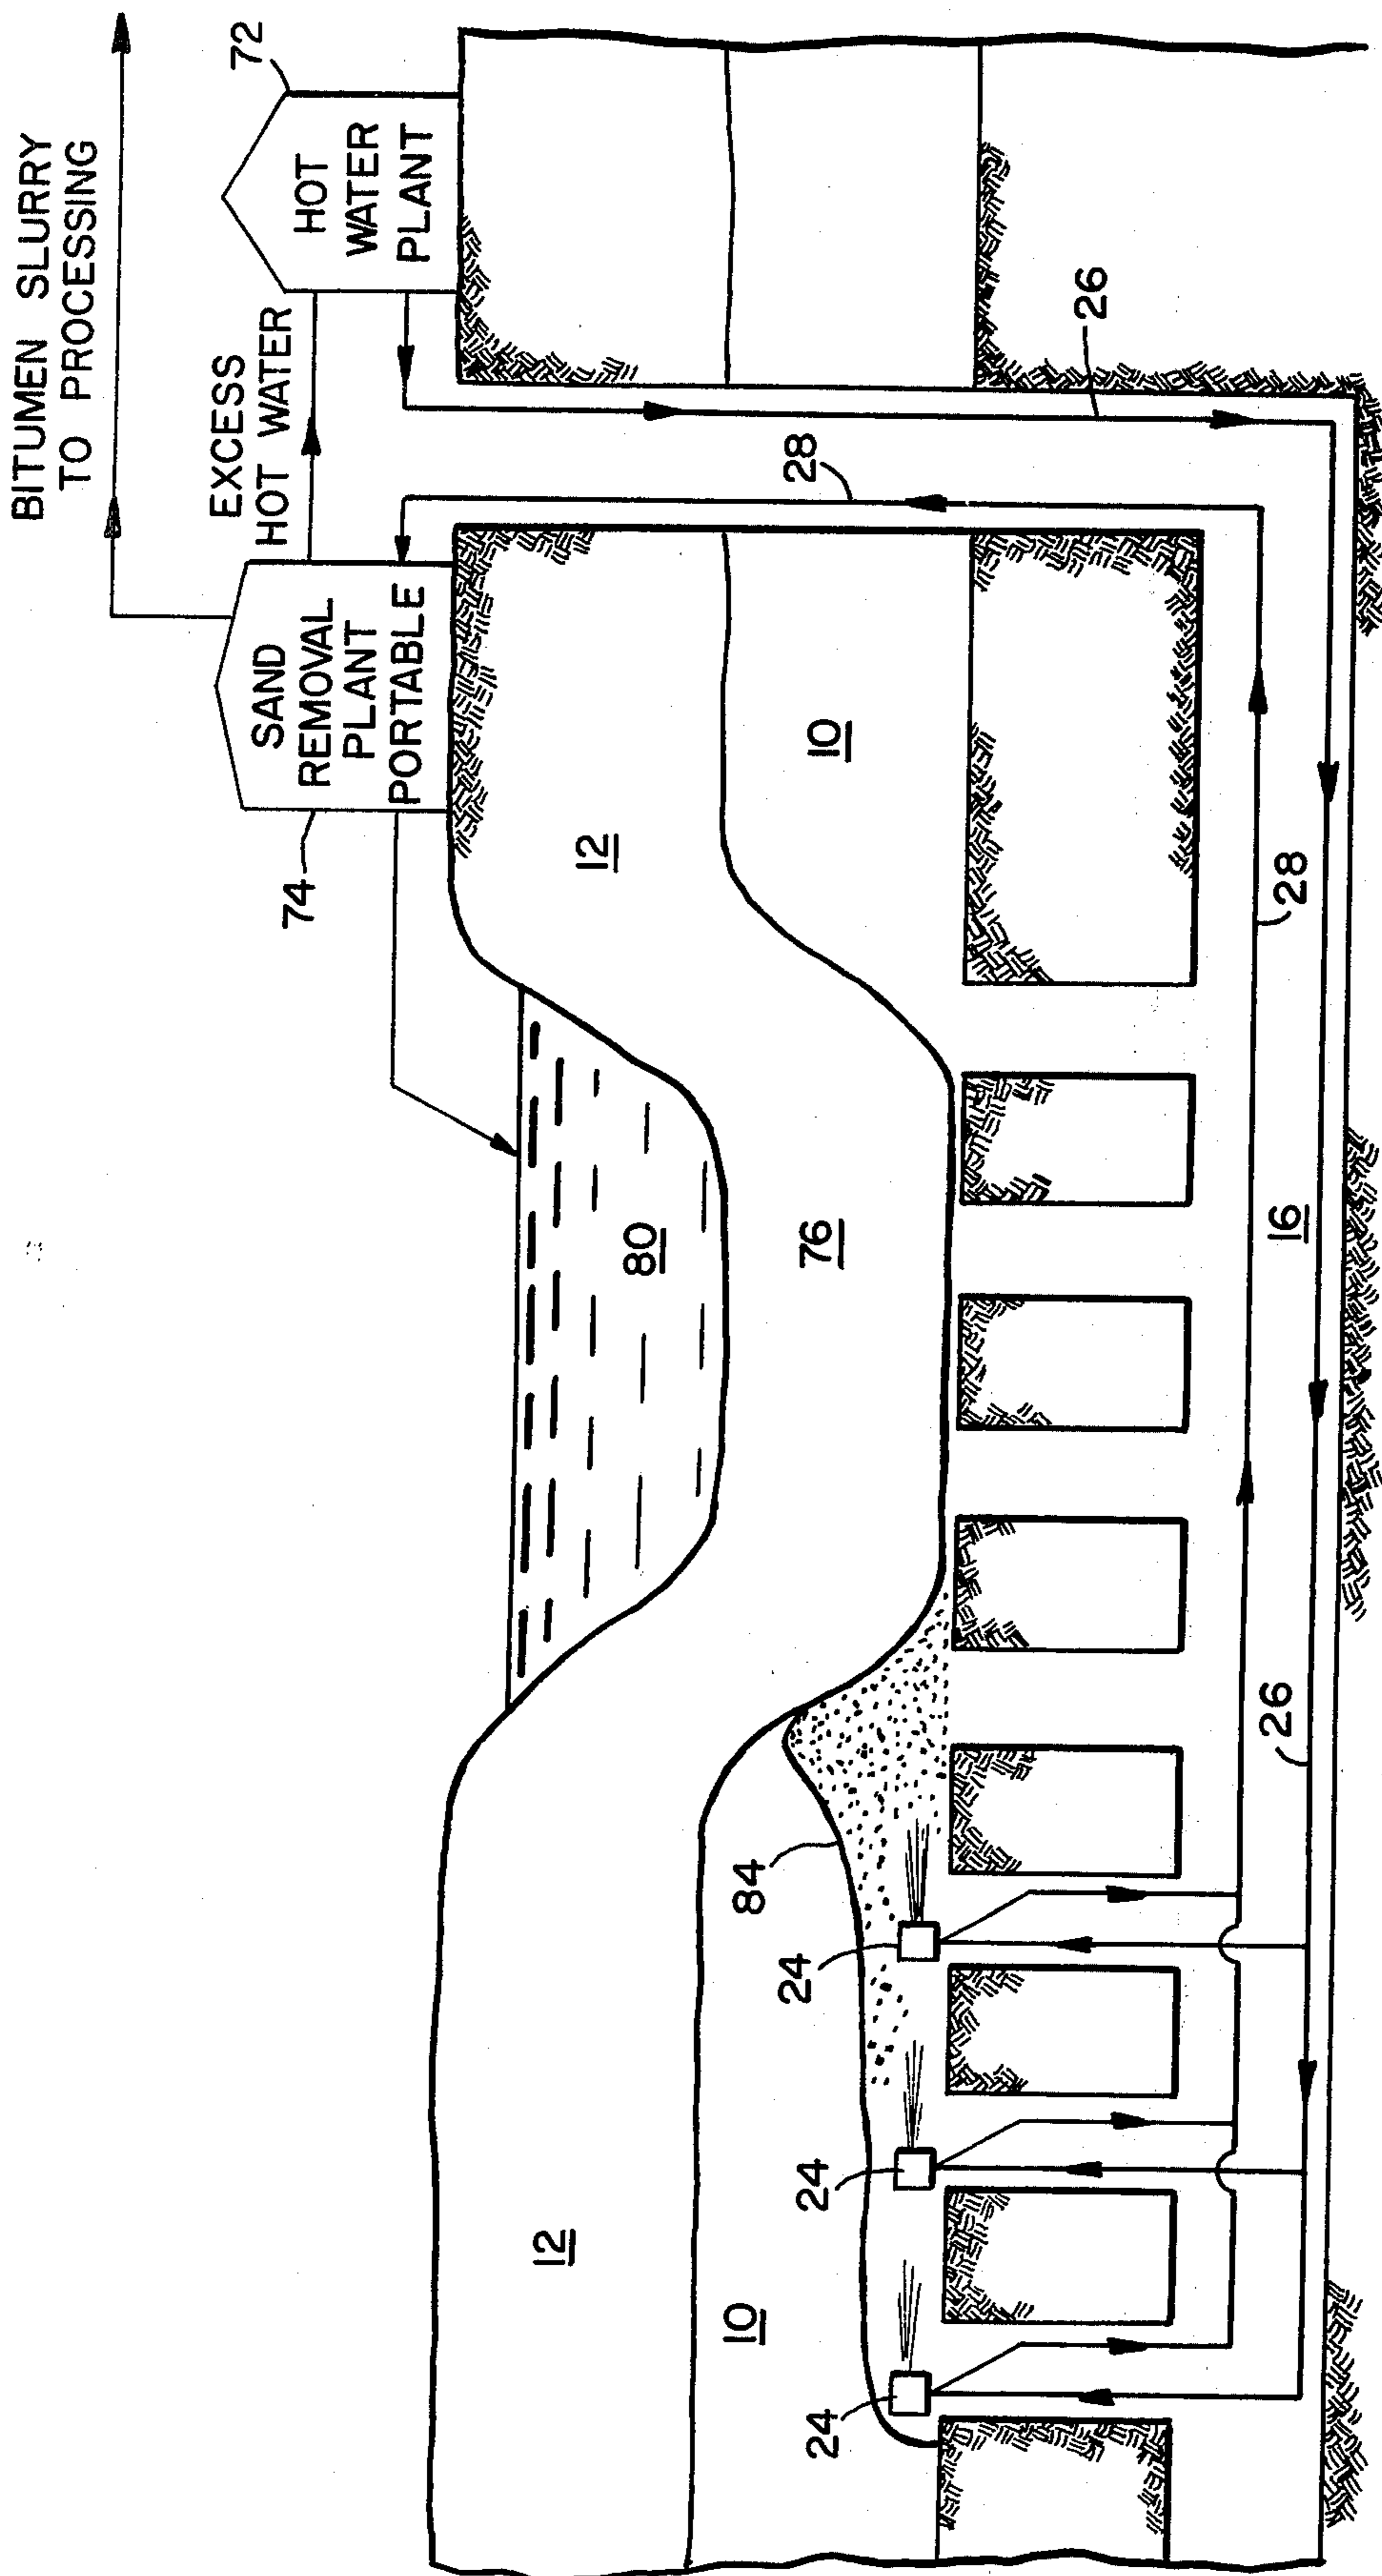 BITUMEN SLURRY
TO PROCESSING
72
HOT
WATER
PLANT
EXCESS
HOT WATER
SAND
REMOVAL
PLANT
PORTABLE
74
28
26
12
10
80
76
12
10
84
24
24
24
28
16
26